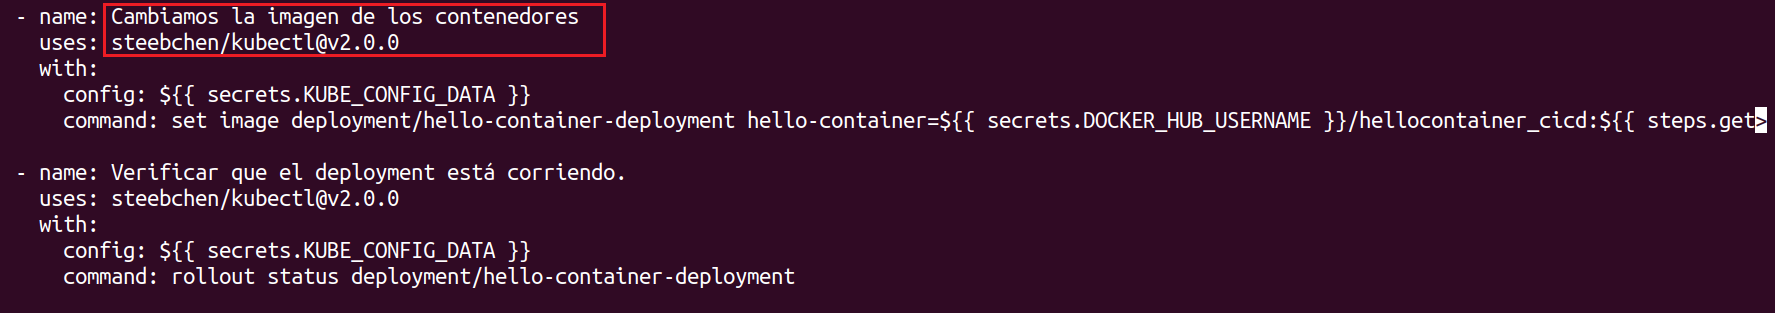 - name: Cambiamos la imagen de los contenedores
uses: steebchen/kubectl@v2.0.0
with:
config: ${{ secrets.KUBE_CONFIG_DATA }}
command: set image deployment/hello-container-deployment hello-container=${{ secrets.DOCKER_HUB_USERNAME }}/hellocontainer_cicd:${{ steps.get>
- name: Verificar que el deployment está corriendo.
uses: steebchen/kubectl@v2.0.0
with:
config: ${{ secrets.KUBE_CONFIG_DATA }}
command: rollout status deployment/hello-container-deployment